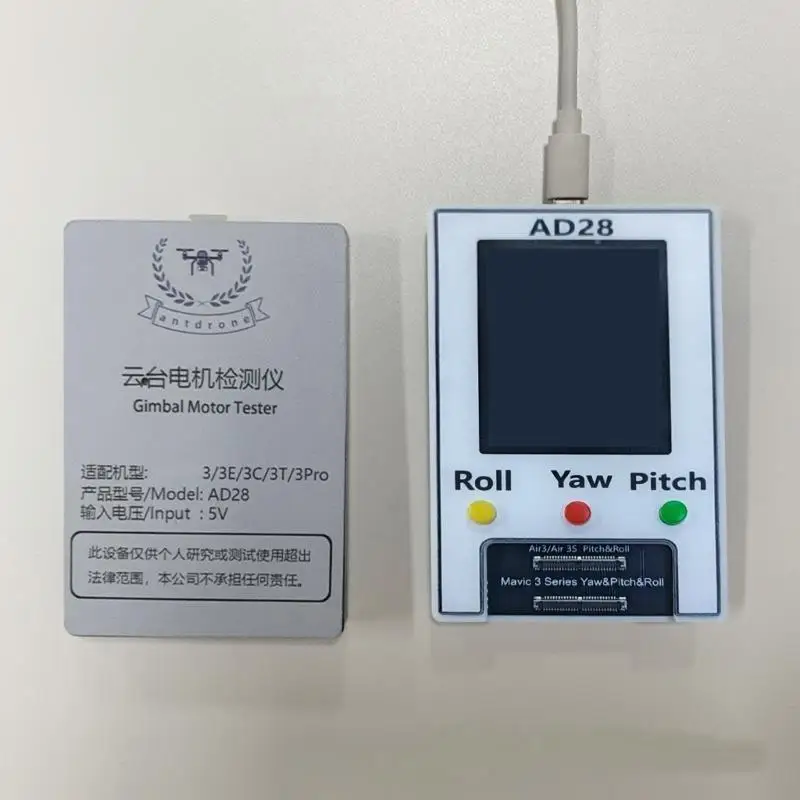 antdrone
云台电机检测仪
Gimbal Motor Tester
适配机型: 3/3E/3C/3T/3Pro
产品型号/Model: AD28
输入电压/Input : 5V
此设备仅供个人研究或测试使用超出
法律范围，本公司不承担任何责任。
AD28
Roll Yaw Pitch
Air3/Air 3S Pitch&Roll
Mavic 3 Series Yaw&Pitch&Roll